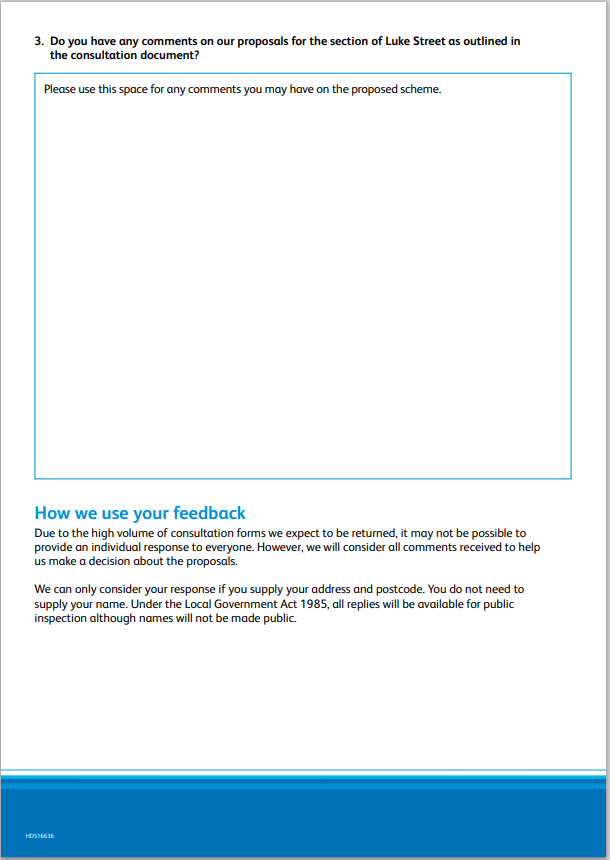 3. Do you have any comments on our proposals for the section of Luke Street as outlined in
the consultation document?
Please use this space for any comments you may have on the proposed scheme.
How we use your feedback
Due to the high volume of consultation forms we expect to be returned, it may not be possible to
provide an individual response to everyone. However, we will consider all comments received to help
us make a decision about the proposals.
We can only consider your response if you supply your address and postcode. You do not need to
supply your name. Under the Local Government Act 1985, all replies will be available for public
inspection although names will not be made public.
HDS16636